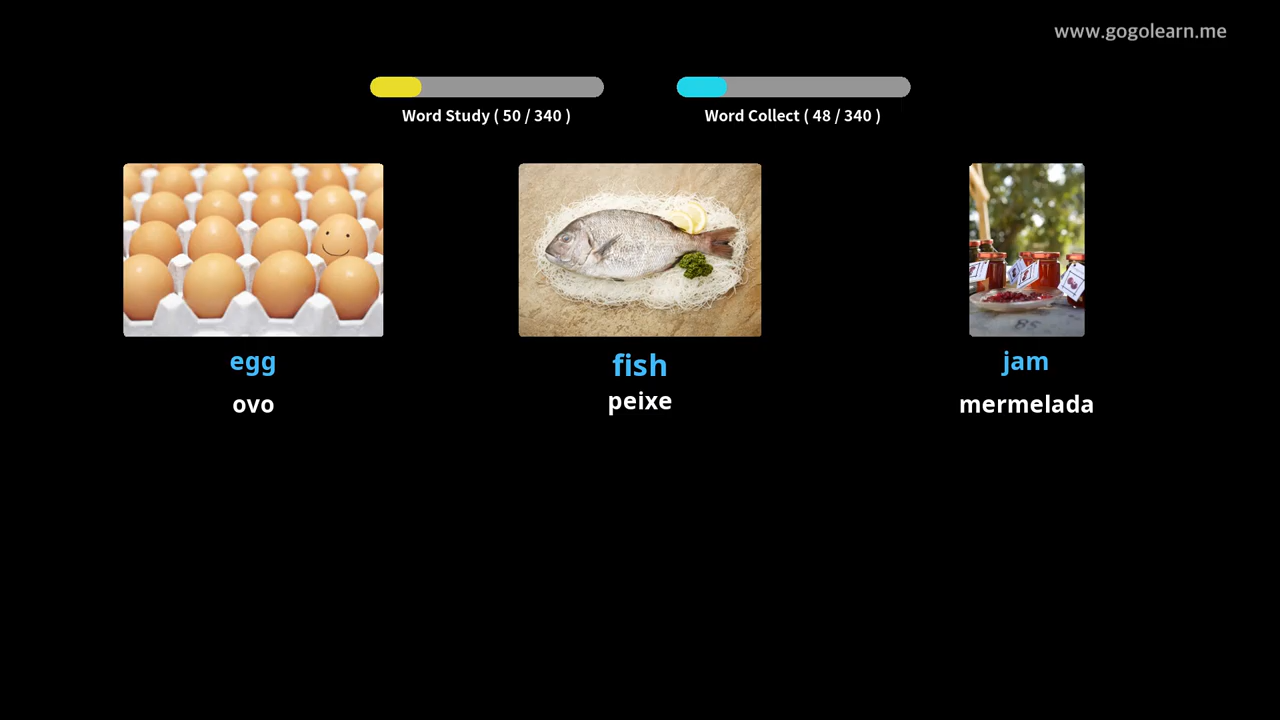 www.gogolearn.me
Word Study ( 50 / 340 )
Word Collect ( 48 / 340 )
egg
fish
jam
ovo
peixe
mermelada